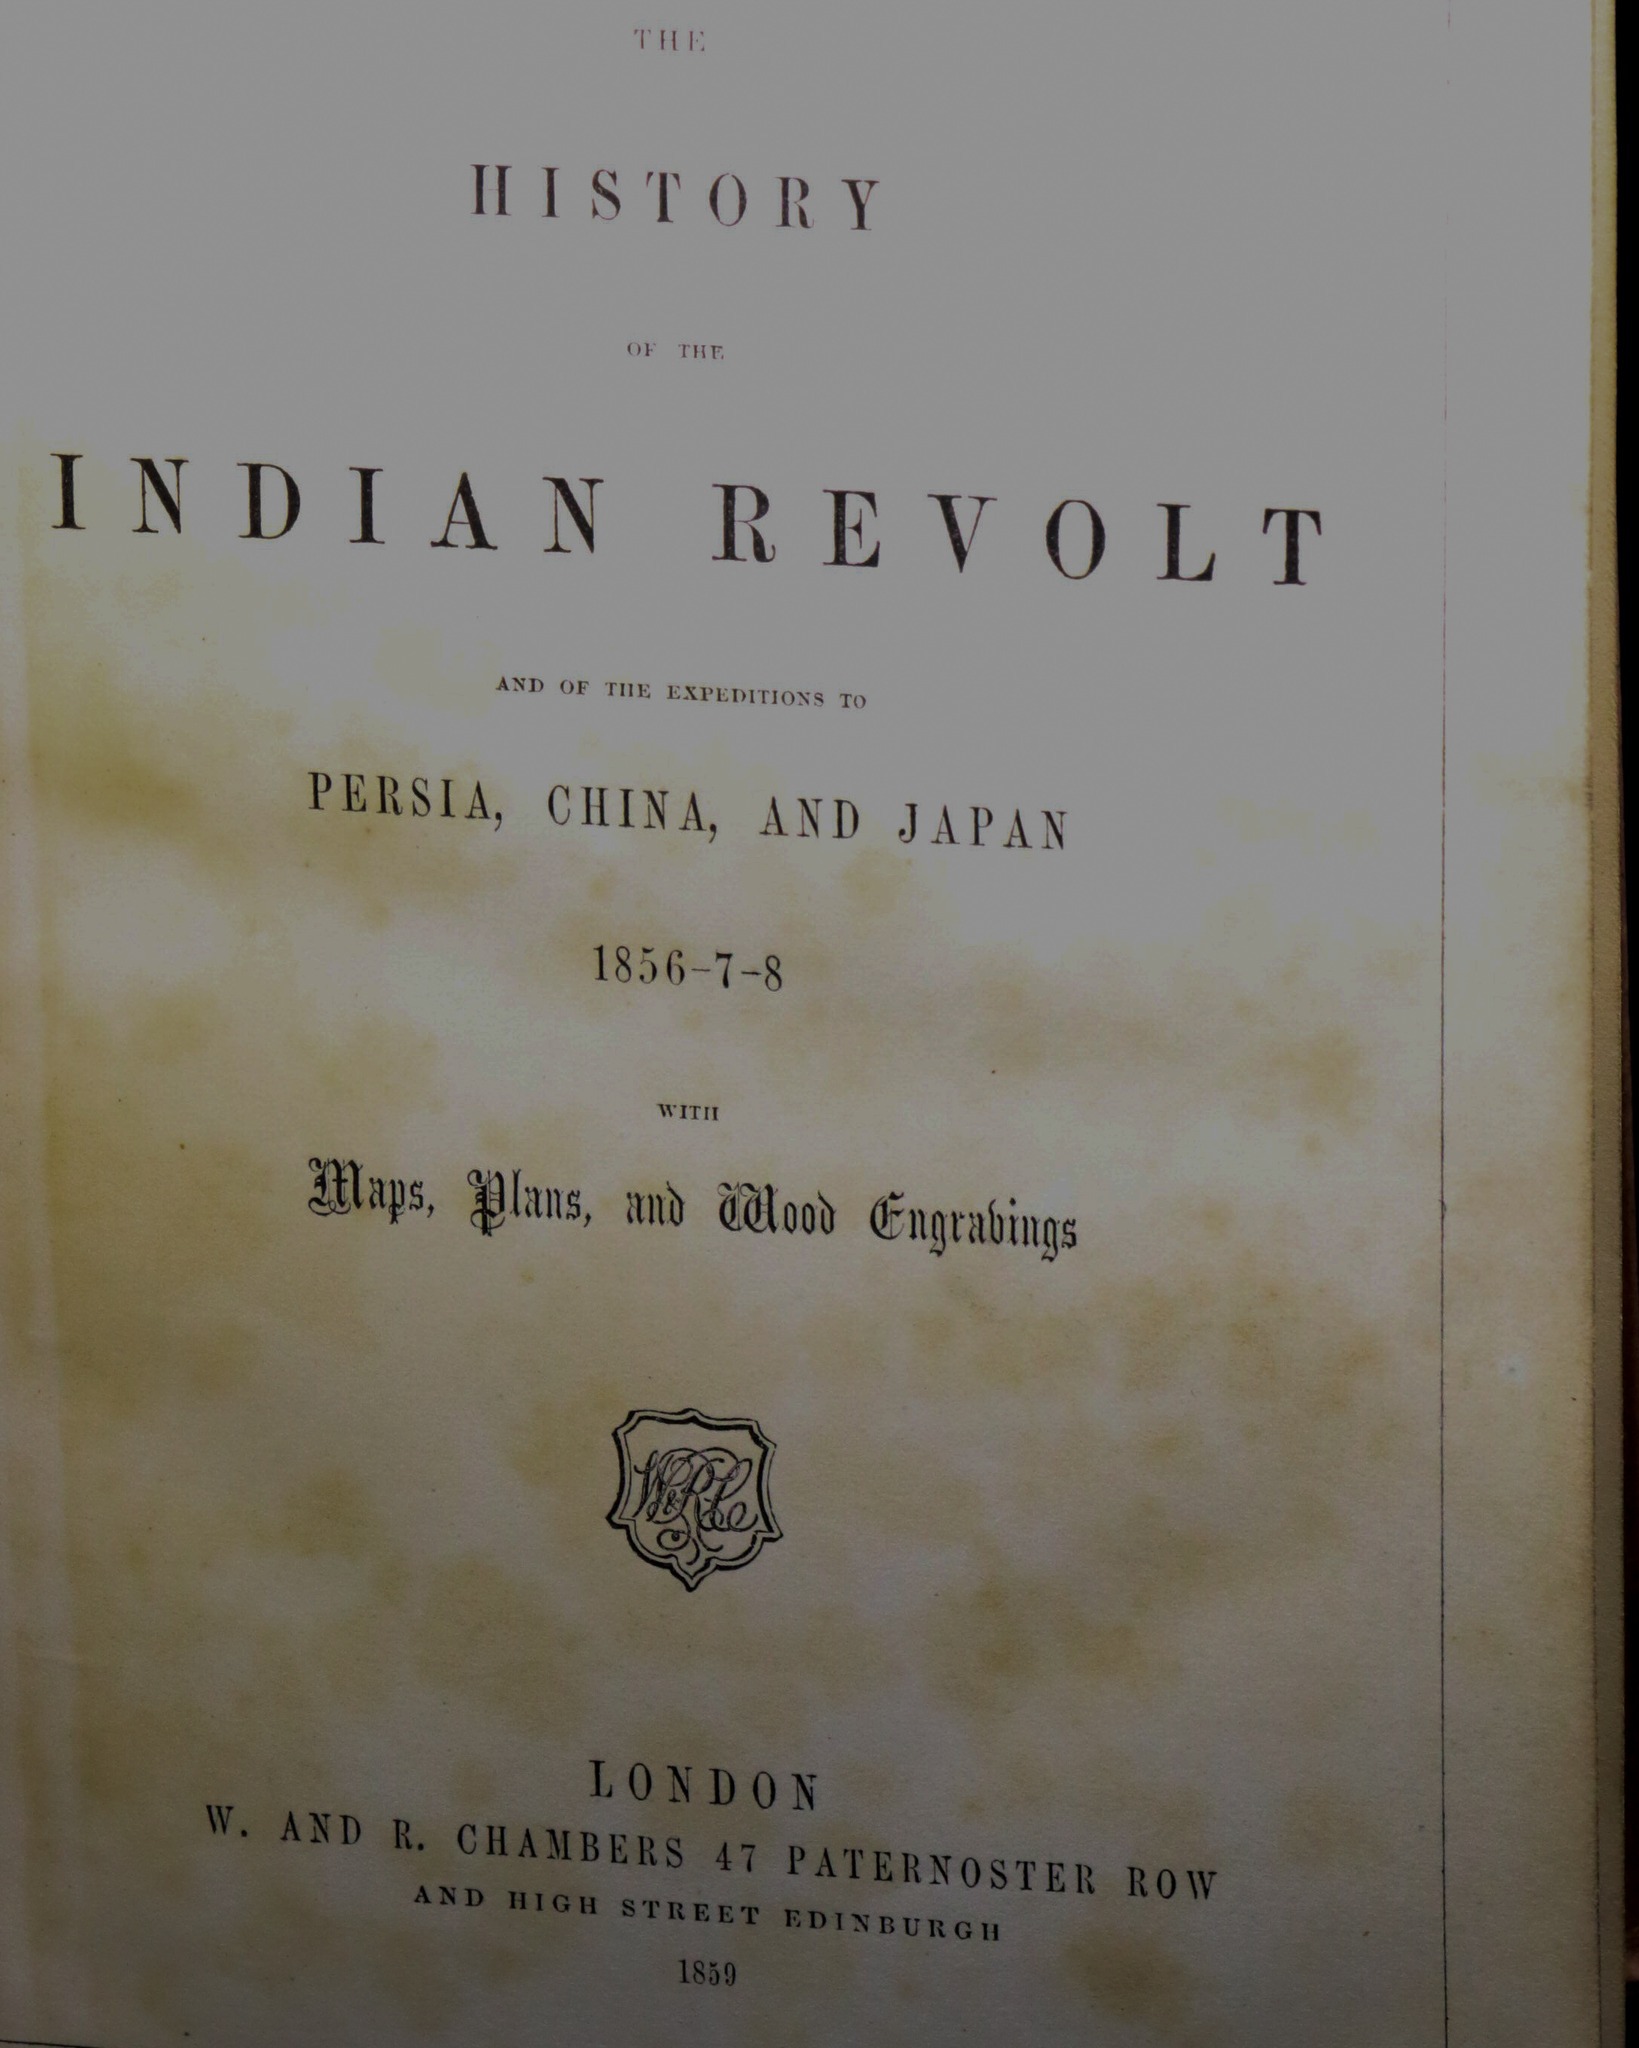 THE
HISTORY
OF THE
INDIAN REVOLT
AND OF THE EXPEDITIONS TO
PERSIA, CHINA, AND JAPAN
1856-7-8
WITH
Maps, Plans, and Wood Engravings
W & R C
LONDON
W. AND R. CHAMBERS 47 PATERNOSTER ROW
AND HIGH STREET EDINBURGH
1859